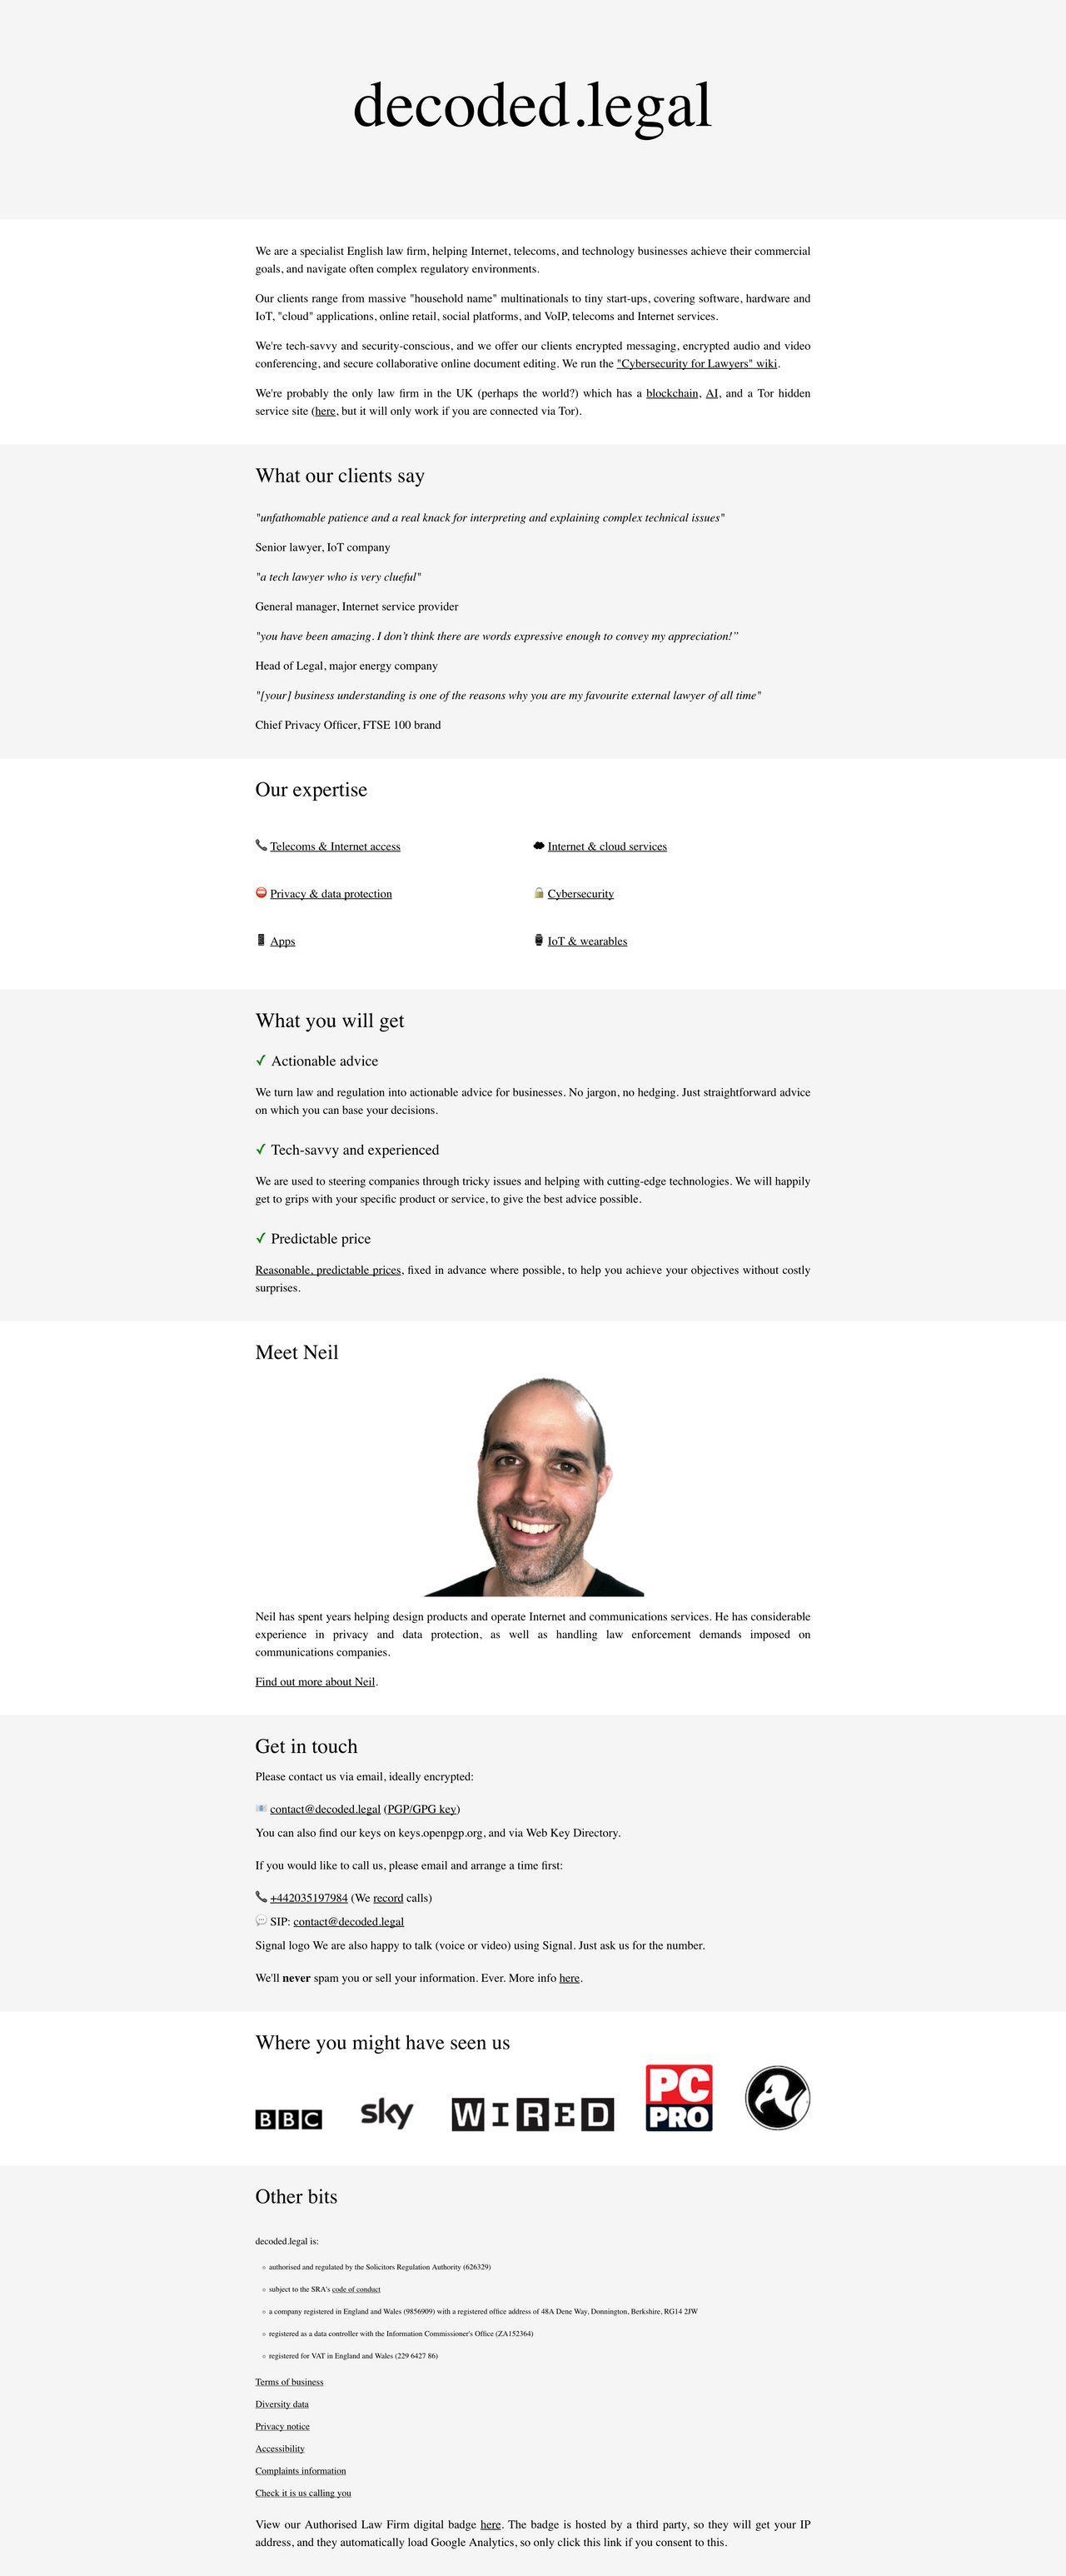 decoded.legal
We are a specialist English law firm, helping Internet, telecoms, and technology businesses achieve their commercial
goals, and navigate often complex regulatory environments.
Our clients range from massive "household name" multinationals to tiny start-ups, covering software, hardware and
IoT, "cloud" applications, online retail, social platforms, and VoIP, telecoms and Internet services.
We're tech-savvy and security-conscious, and we offer our clients encrypted messaging, encrypted audio and video
conferencing, and secure collaborative online document editing. We run the "Cybersecurity for Lawyers" wiki.
We're probably the only law firm in the UK (perhaps the world?) which has a blockchain, AI, and a Tor hidden
service site (here, but it will only work if you are connected via Tor).
What our clients say
"unfathomable patience and a real knack for interpreting and explaining complex technical issues"
Senior lawyer, IoT company
"a tech lawyer who is very clueful"
General manager, Internet service provider
"you have been amazing. I don't think there are words expressive enough to convey my appreciation!”
Head of Legal, major energy company
"[your] business understanding is one of the reasons why you are my favourite external lawyer of all time"
Chief Privacy Officer, FTSE 100 brand
Our expertise
Telecoms & Internet access
Internet & cloud services
Privacy & data protection
Cybersecurity
Apps
IoT & wearables
What you will get
✓ Actionable advice
We turn law and regulation into actionable advice for businesses. No jargon, no hedging. Just straightforward advice
on which you can base your decisions.
✓ Tech-savvy and experienced
We are used to steering companies through tricky issues and helping with cutting-edge technologies. We will happily
get to grips with your specific product or service, to give the best advice possible.
✓ Predictable price
Reasonable, predictable prices, fixed in advance where possible, to help you achieve your objectives without costly
surprises.
Meet Neil
Neil has spent years helping design products and operate Internet and communications services. He has considerable
experience in privacy and data protection, as well as handling law enforcement demands imposed on
communications companies.
Find out more about Neil.
Get in touch
Please contact us via email, ideally encrypted:
contact@decoded.legal (PGP/GPG key)
You can also find our keys on keys.openpgp.org, and via Web Key Directory.
If you would like to call us, please email and arrange a time first:
+442035197984 (We record calls)
SIP: contact@decoded.legal
Signal logo We are also happy to talk (voice or video) using Signal. Just ask us for the number.
We'll never spam you or sell your information. Ever. More info here.
Where you might have seen us
BBC
sky
WIRED
PC
PRO
Other bits
decoded.legal is:
authorised and regulated by the Solicitors Regulation Authority (626329)
subject to the SRA's code of conduct
a company registered in England and Wales (9856909) with a registered office address of 48A Dene Way, Donnington, Berkshire, RG14 2JW
registered as a data controller with the Information Commissioner's Office (ZA152364)
registered for VAT in England and Wales (229 6427 86)
Terms of business
Diversity data
Privacy notice
Accessibility
Complaints information
Check it is us calling you
View our Authorised Law Firm digital badge here. The badge is hosted by a third party, so they will get your IP
address, and they automatically load Google Analytics, so only click this link if you consent to this.